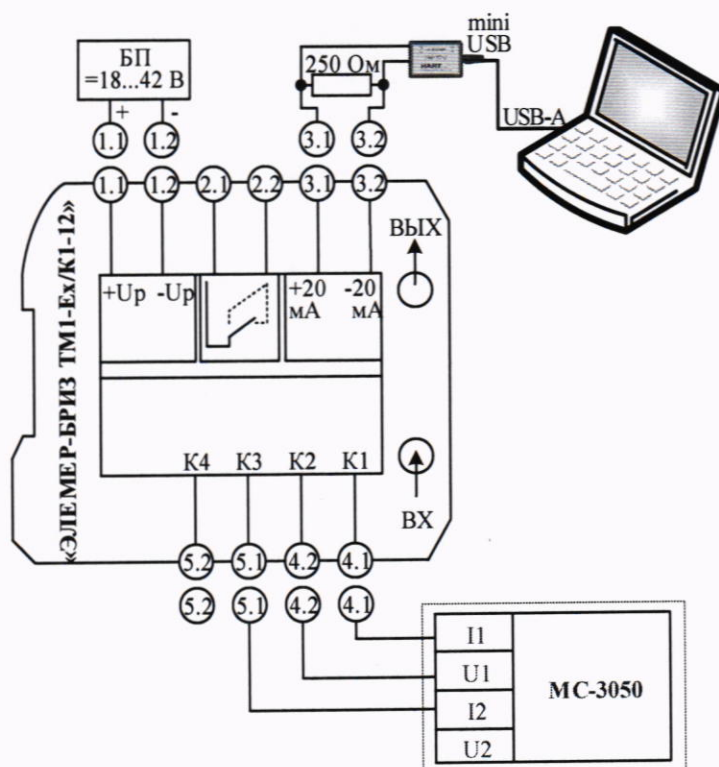 mini
USB
БП
=18...42 В
250 Ом
HART
USB-A
+ -
1.1 1.2 3.1 3.2
1.1 1.2 2.1 2.2 3.1 3.2
ВЫХ
+Up -Up +20 мА -20 мА
«ЭЛЕМЕР-БРИЗ ТМ1-Ех/К1-12»
К4 К3 К2 К1
ВХ
5.2 5.1 4.2 4.1
5.2 5.1 4.2 4.1
I1
U1
МС-3050
I2
U2